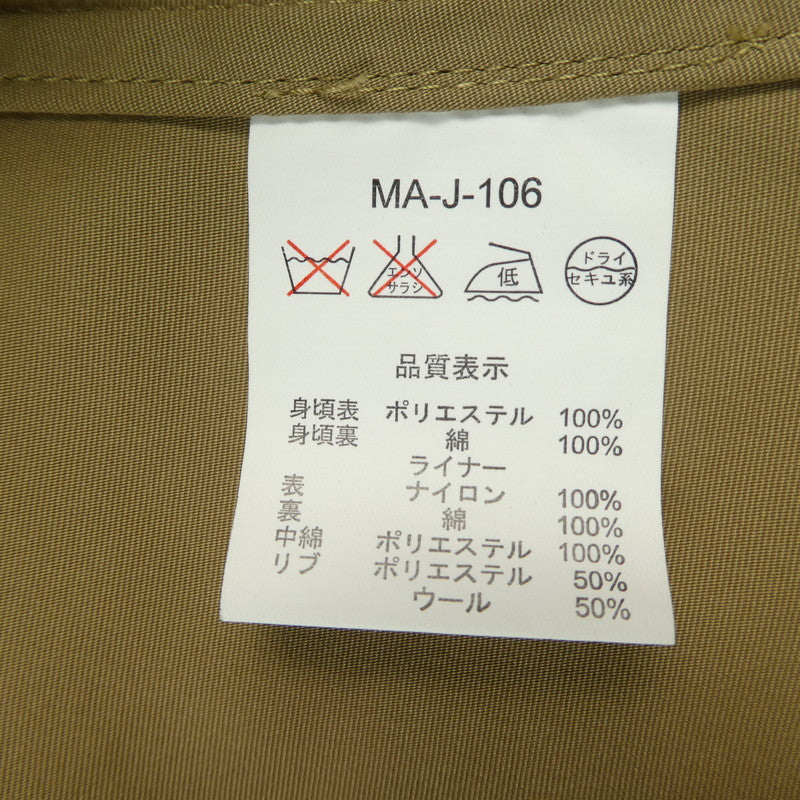 MA-J-106
エンソ
サラシ
低
ドライ
セキユ系
品質表示
身頃表 ポリエステル 100%
身頃裏 綿 100%
ライナー
表 ナイロン 100%
裏 綿 100%
中綿 ポリエステル 100%
リブ ポリエステル 50%
ウール 50%